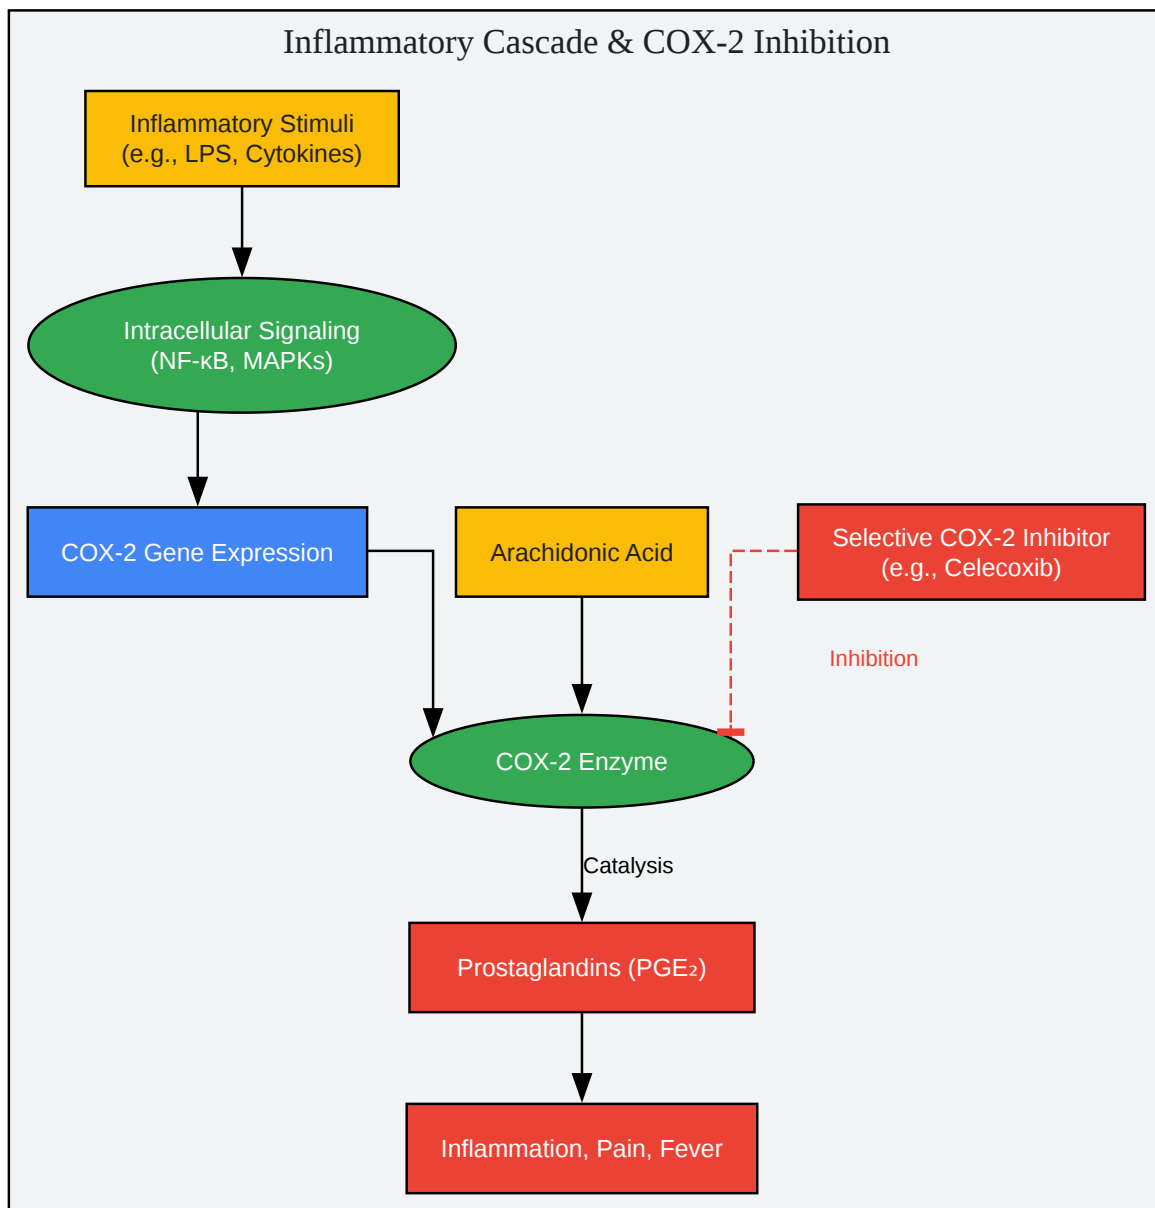 Inflammatory Cascade & COX-2 Inhibition
Inflammatory Stimuli
(e.g., LPS, Cytokines)
Intracellular Signaling
(NF-κB, MAPKs)
COX-2 Gene Expression
Arachidonic Acid
Selective COX-2 Inhibitor
(e.g., Celecoxib)
Inhibition
COX-2 Enzyme
Catalysis
Prostaglandins (PGE₂)
Inflammation, Pain, Fever